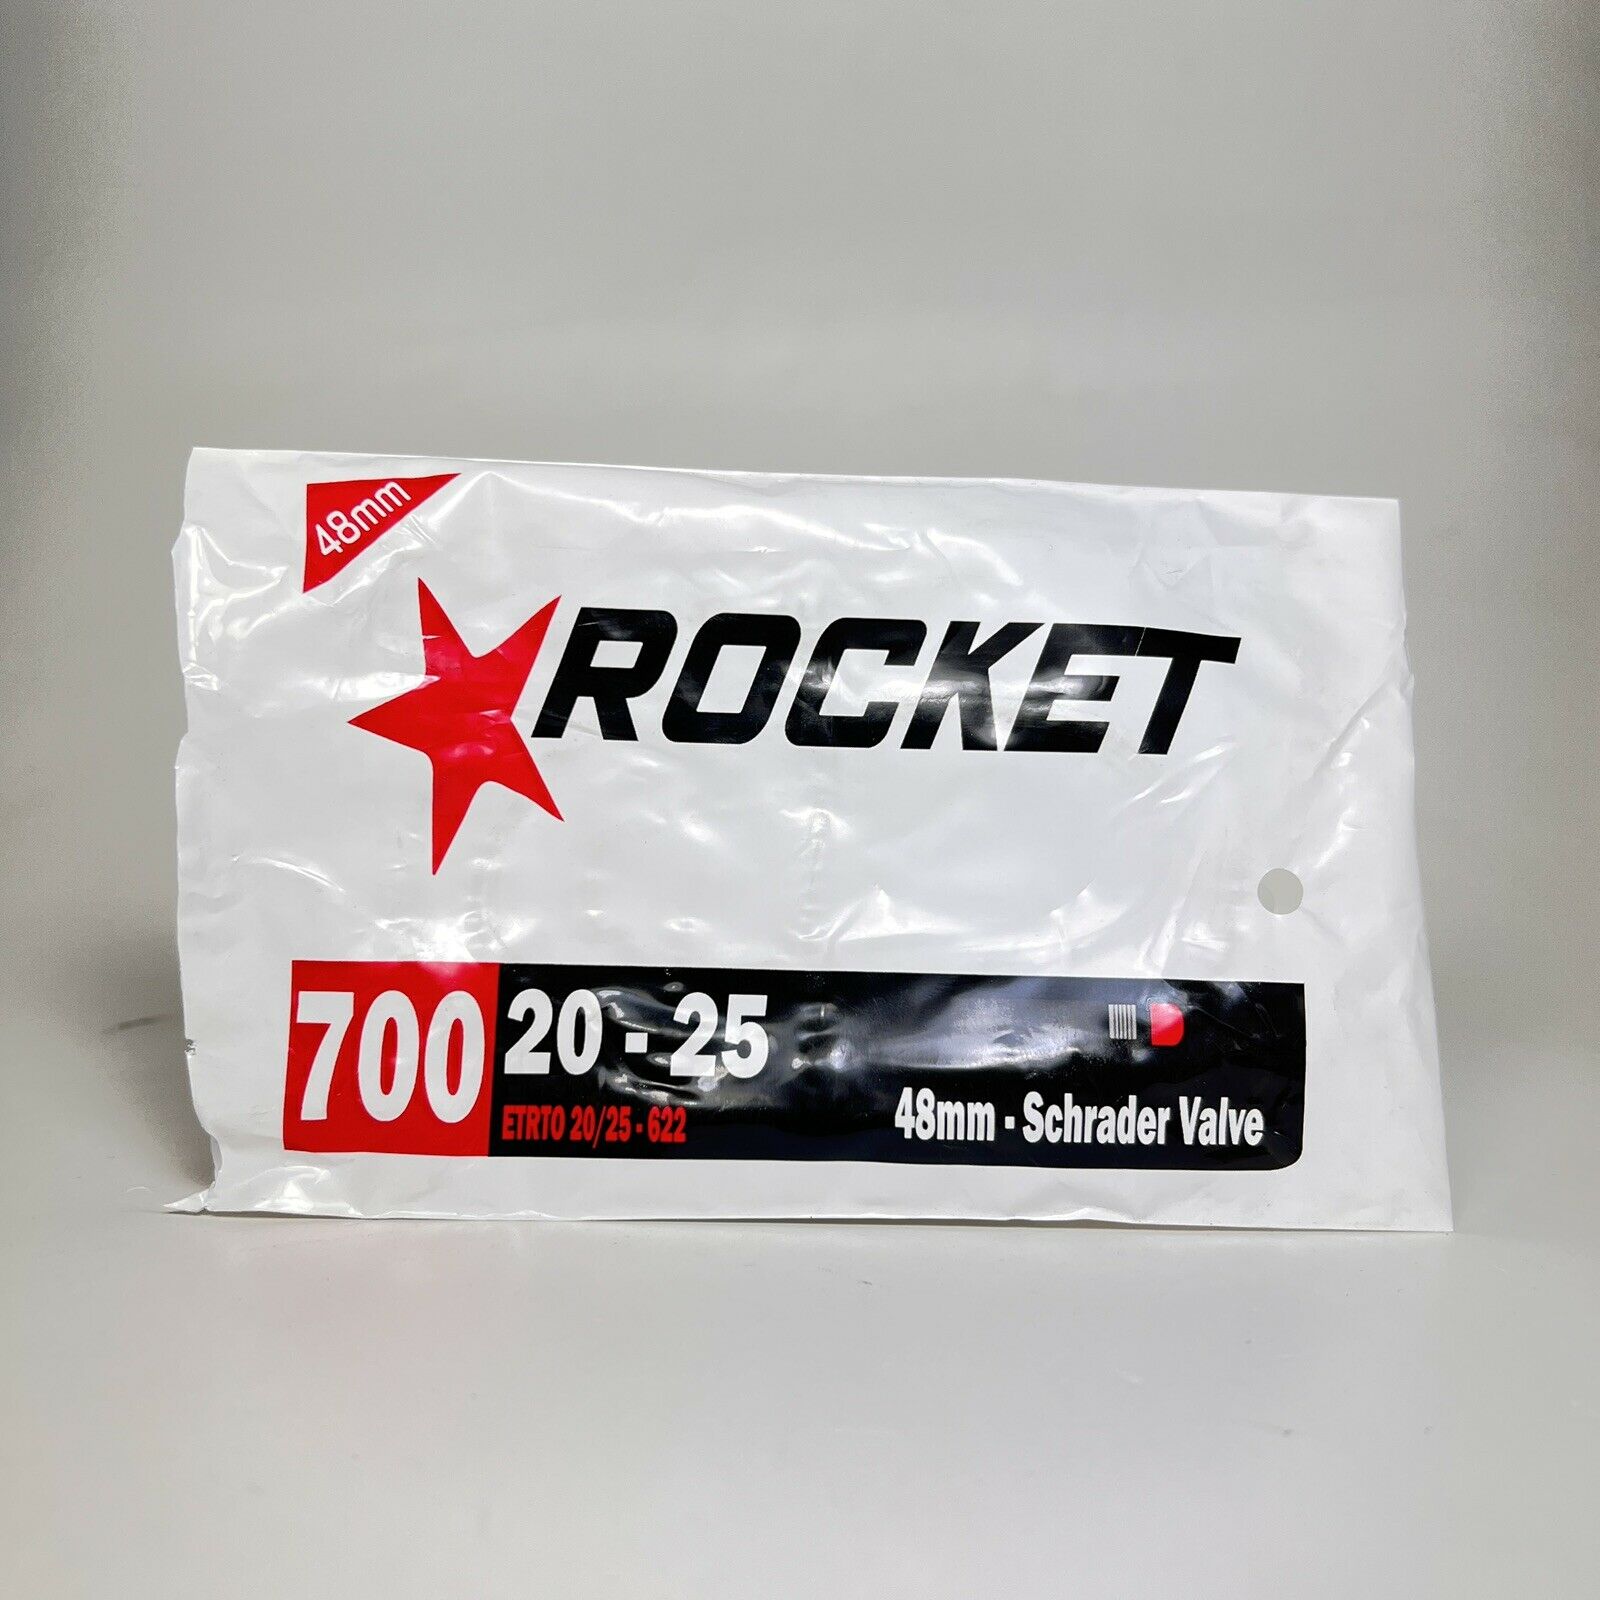 48mm
ROCKET
700
20 - 25
ETRTO 20/25 - 622
48mm - Schrader Valve